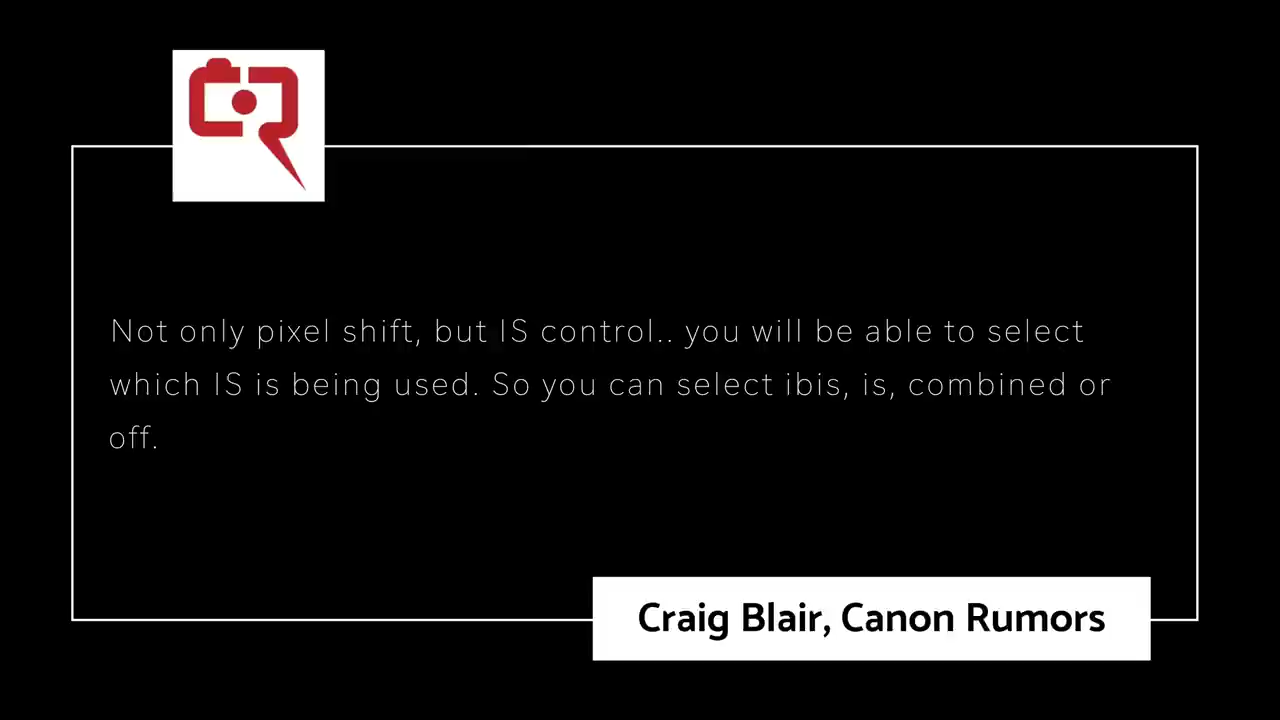 Not only pixel shift, but IS control.. you will be able to select
which IS is being used. So you can select ibis, is, combined or
off.
Craig Blair, Canon Rumors